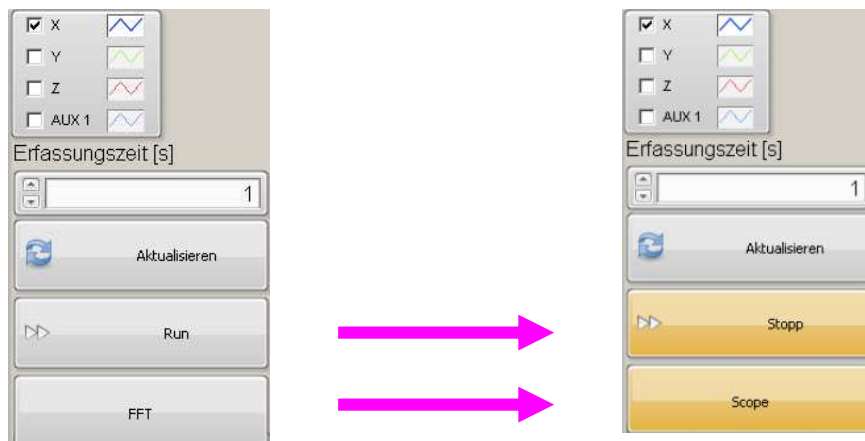 X
Y
Z
AUX 1
Erfassungszeit [s]
1
Aktualisieren
Run
FFT
X
Y
Z
AUX 1
Erfassungszeit [s]
1
Aktualisieren
Stopp
Scope